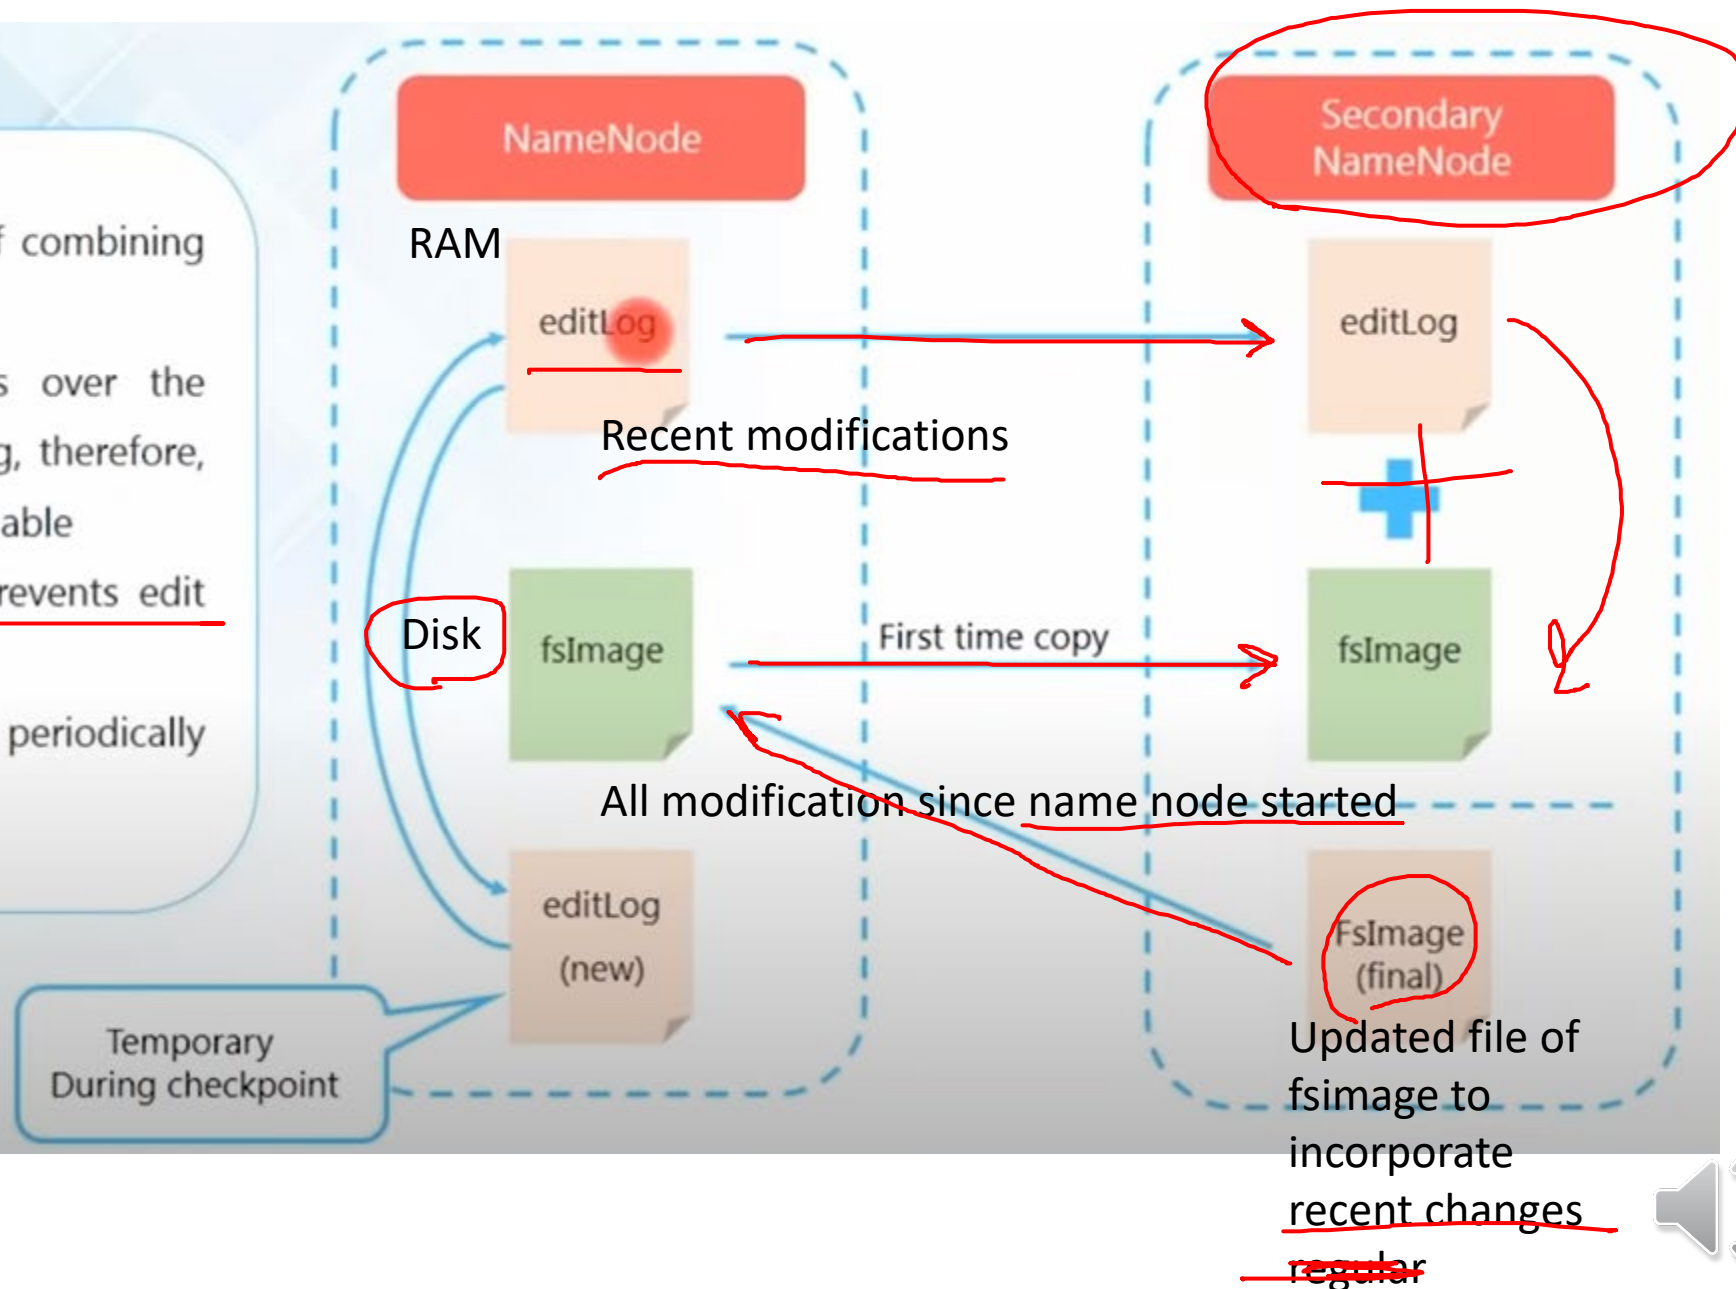 f combining
s over the
g, therefore,
able
revents edit
periodically
NameNode
RAM
editLog
Recent modifications
Disk
fsImage
First time copy
All modification since name node started
editLog
(new)
Temporary
During checkpoint
Secondary
NameNode
editLog
fsImage
FsImage
(final)
Updated file of
fsimage to
incorporate
recent changes
regular